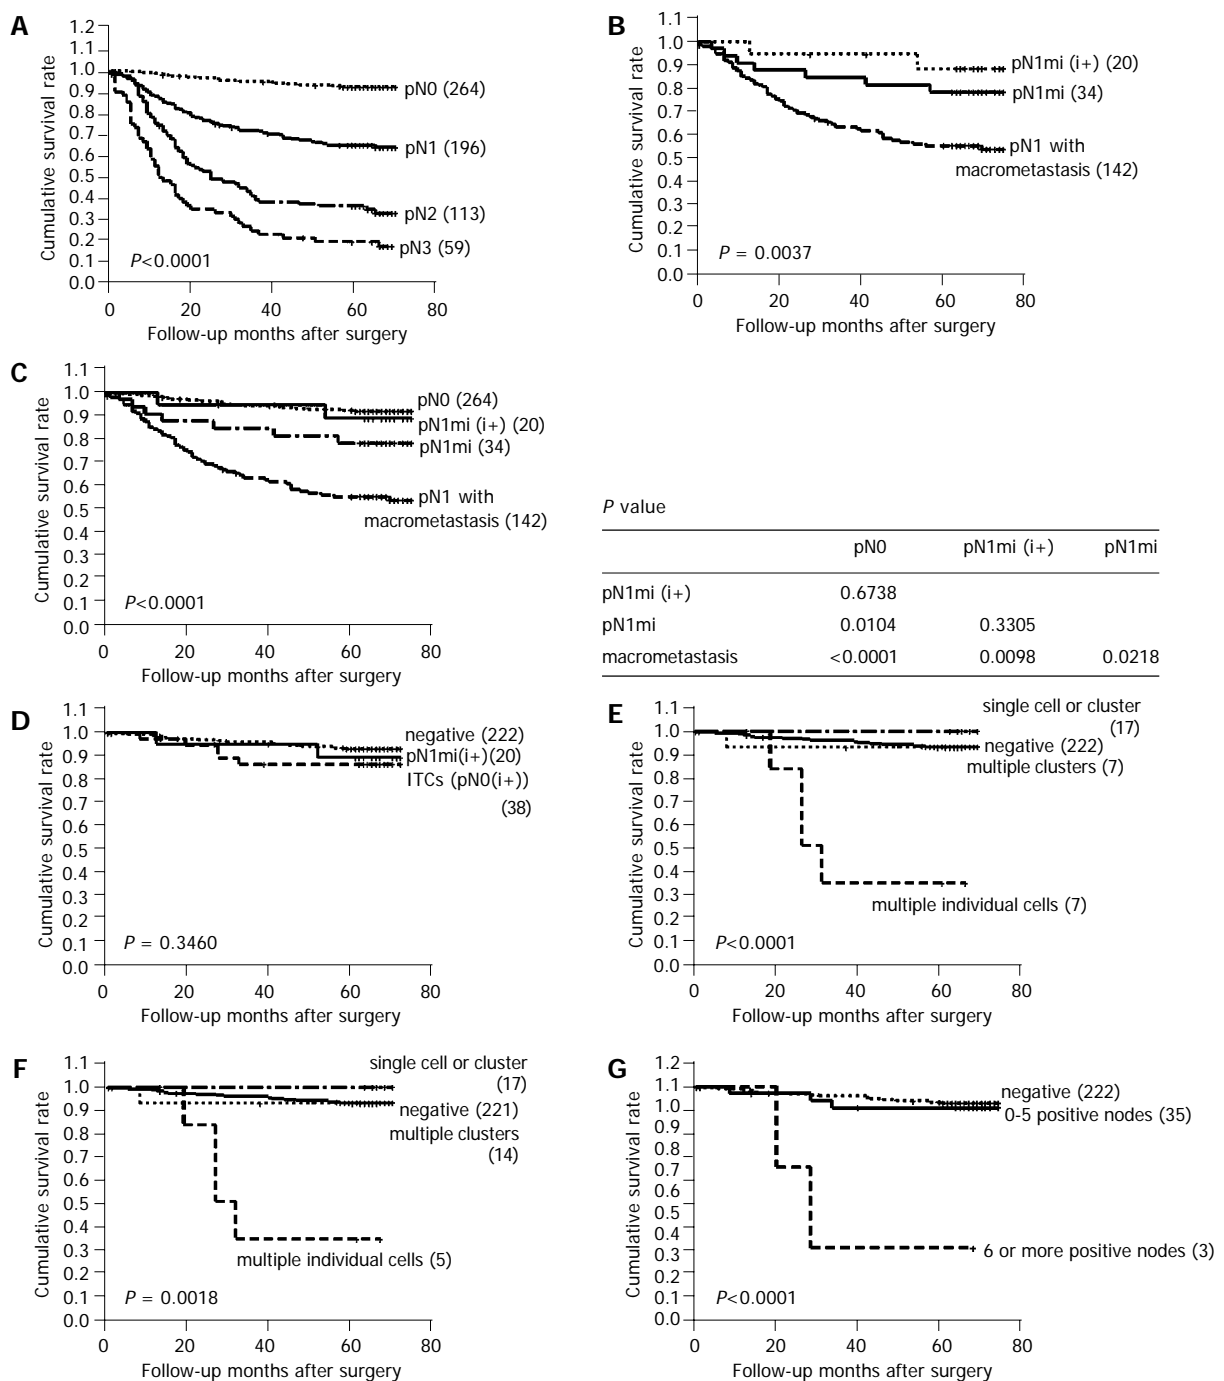 A
1.2
1.1
1.0
0.9
0.8
0.7
0.6
0.5
0.4
0.3
0.2
0.1
0.0
Cumulative survival rate
pN0 (264)
pN1 (196)
pN2 (113)
pN3 (59)
P<0.0001
0 20 40 60 80
Follow-up months after surgery
B
1.1
1.0
0.9
0.8
0.7
0.6
0.5
0.4
0.3
0.2
0.1
0.0
Cumulative survival rate
pN1mi (i+) (20)
pN1mi (34)
pN1 with
macrometastasis (142)
P = 0.0037
0 20 40 60 80
Follow-up months after surgery
C
1.1
1.0
0.9
0.8
0.7
0.6
0.5
0.4
0.3
0.2
0.1
0.0
Cumulative survival rate
pN0 (264)
pN1mi (i+) (20)
pN1mi (34)
pN1 with
macrometastasis (142)
P<0.0001
0 20 40 60 80
Follow-up months after surgery
P value
pN0 pN1mi (i+) pN1mi
pN1mi (i+) 0.6738
pN1mi 0.0104 0.3305
macrometastasis <0.0001 0.0098 0.0218
D
1.1
1.0
0.9
0.8
0.7
0.6
0.5
0.4
0.3
0.2
0.1
0.0
Cumulative survival rate
negative (222)
pN1mi(i+)(20)
ITCs (pN0(i+))
(38)
P = 0.3460
0 20 40 60 80
Follow-up months after surgery
E
1.1
1.0
0.9
0.8
0.7
0.6
0.5
0.4
0.3
0.2
0.1
0.0
Cumulative survival rate
single cell or cluster
(17)
negative (222)
multiple clusters (7)
multiple individual cells (7)
P<0.0001
0 20 40 60 80
Follow-up months after surgery
F
1.1
1.0
0.9
0.8
0.7
0.6
0.5
0.4
0.3
0.2
0.1
0.0
Cumulative survival rate
single cell or cluster
(17)
negative (221)
multiple clusters
(14)
multiple individual cells (5)
P = 0.0018
0 20 40 60 80
Follow-up months after surgery
G
1.2
1.1
1.0
0.9
0.8
0.7
0.6
0.5
0.4
0.3
0.2
0.1
0.0
Cumulative survival rate
negative (222)
0-5 positive nodes (35)
6 or more positive nodes (3)
P<0.0001
0 20 40 60 80
Follow-up months after surgery